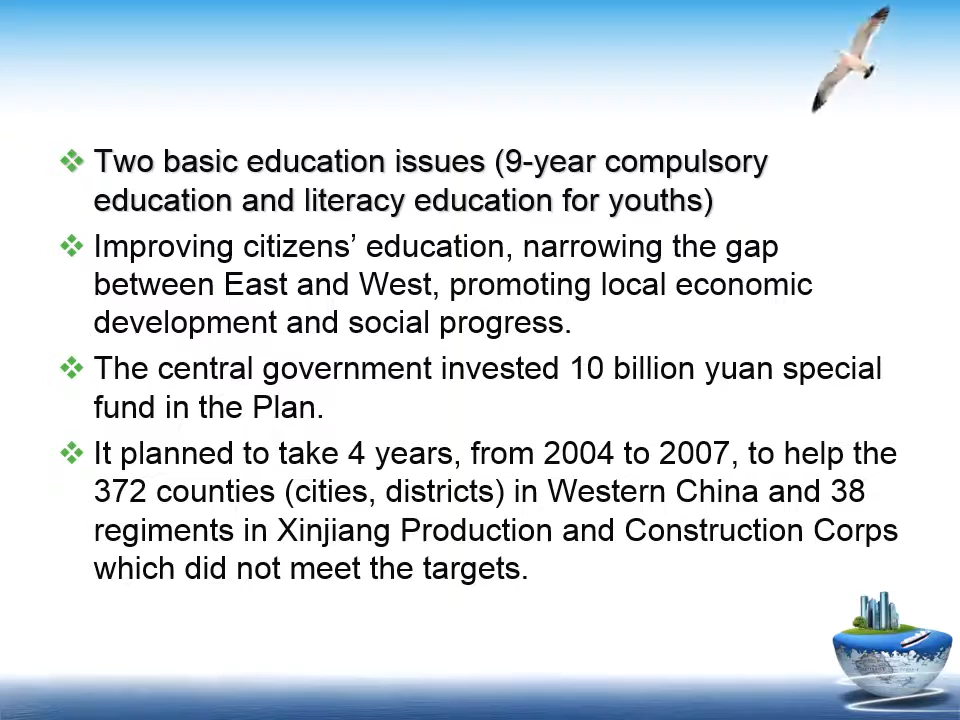 Two basic education issues (9-year compulsory
education and literacy education for youths)
Improving citizens’ education, narrowing the gap
between East and West, promoting local economic
development and social progress.
The central government invested 10 billion yuan special
fund in the Plan.
It planned to take 4 years, from 2004 to 2007, to help the
372 counties (cities, districts) in Western China and 38
regiments in Xinjiang Production and Construction Corps
which did not meet the targets.